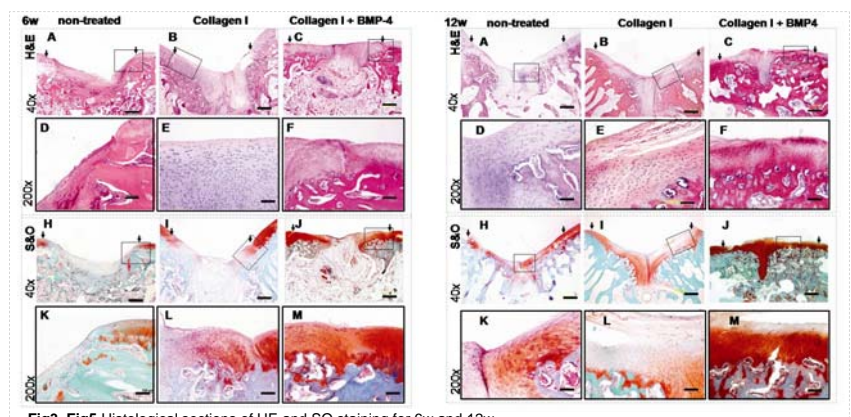 6w non-treated Collagen I Collagen I + BMP-4
H&E A B C
40x
D E F
200x
H I J
S&O
40x
K L M
200x
12w non-treated Collagen I Collagen I + BMP4
H&E A B C
40x
D E F
200x
H I J
S&O
40x
K L M
200x
Fig2, Fig5 Histological sections of HE and SO staining for 6w and 12w